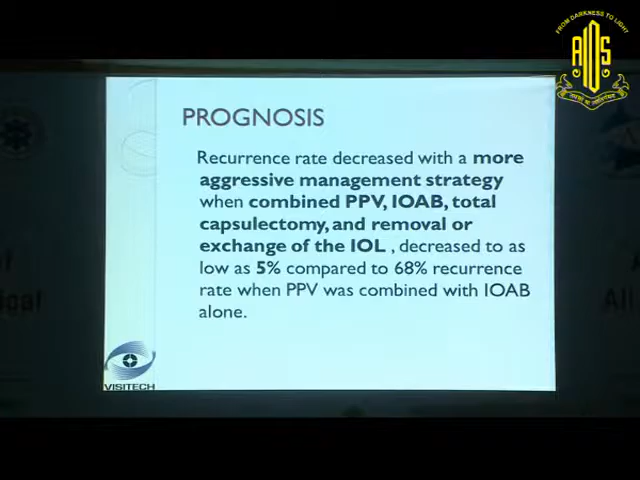 FROM DARKNESS TO LIGHT
AIOS
PROGNOSIS
Recurrence rate decreased with a more
aggressive management strategy
when combined PPV, IOAB, total
capsulectomy, and removal or
exchange of the IOL , decreased to as
low as 5% compared to 68% recurrence
rate when PPV was combined with IOAB
alone.
VISITECH